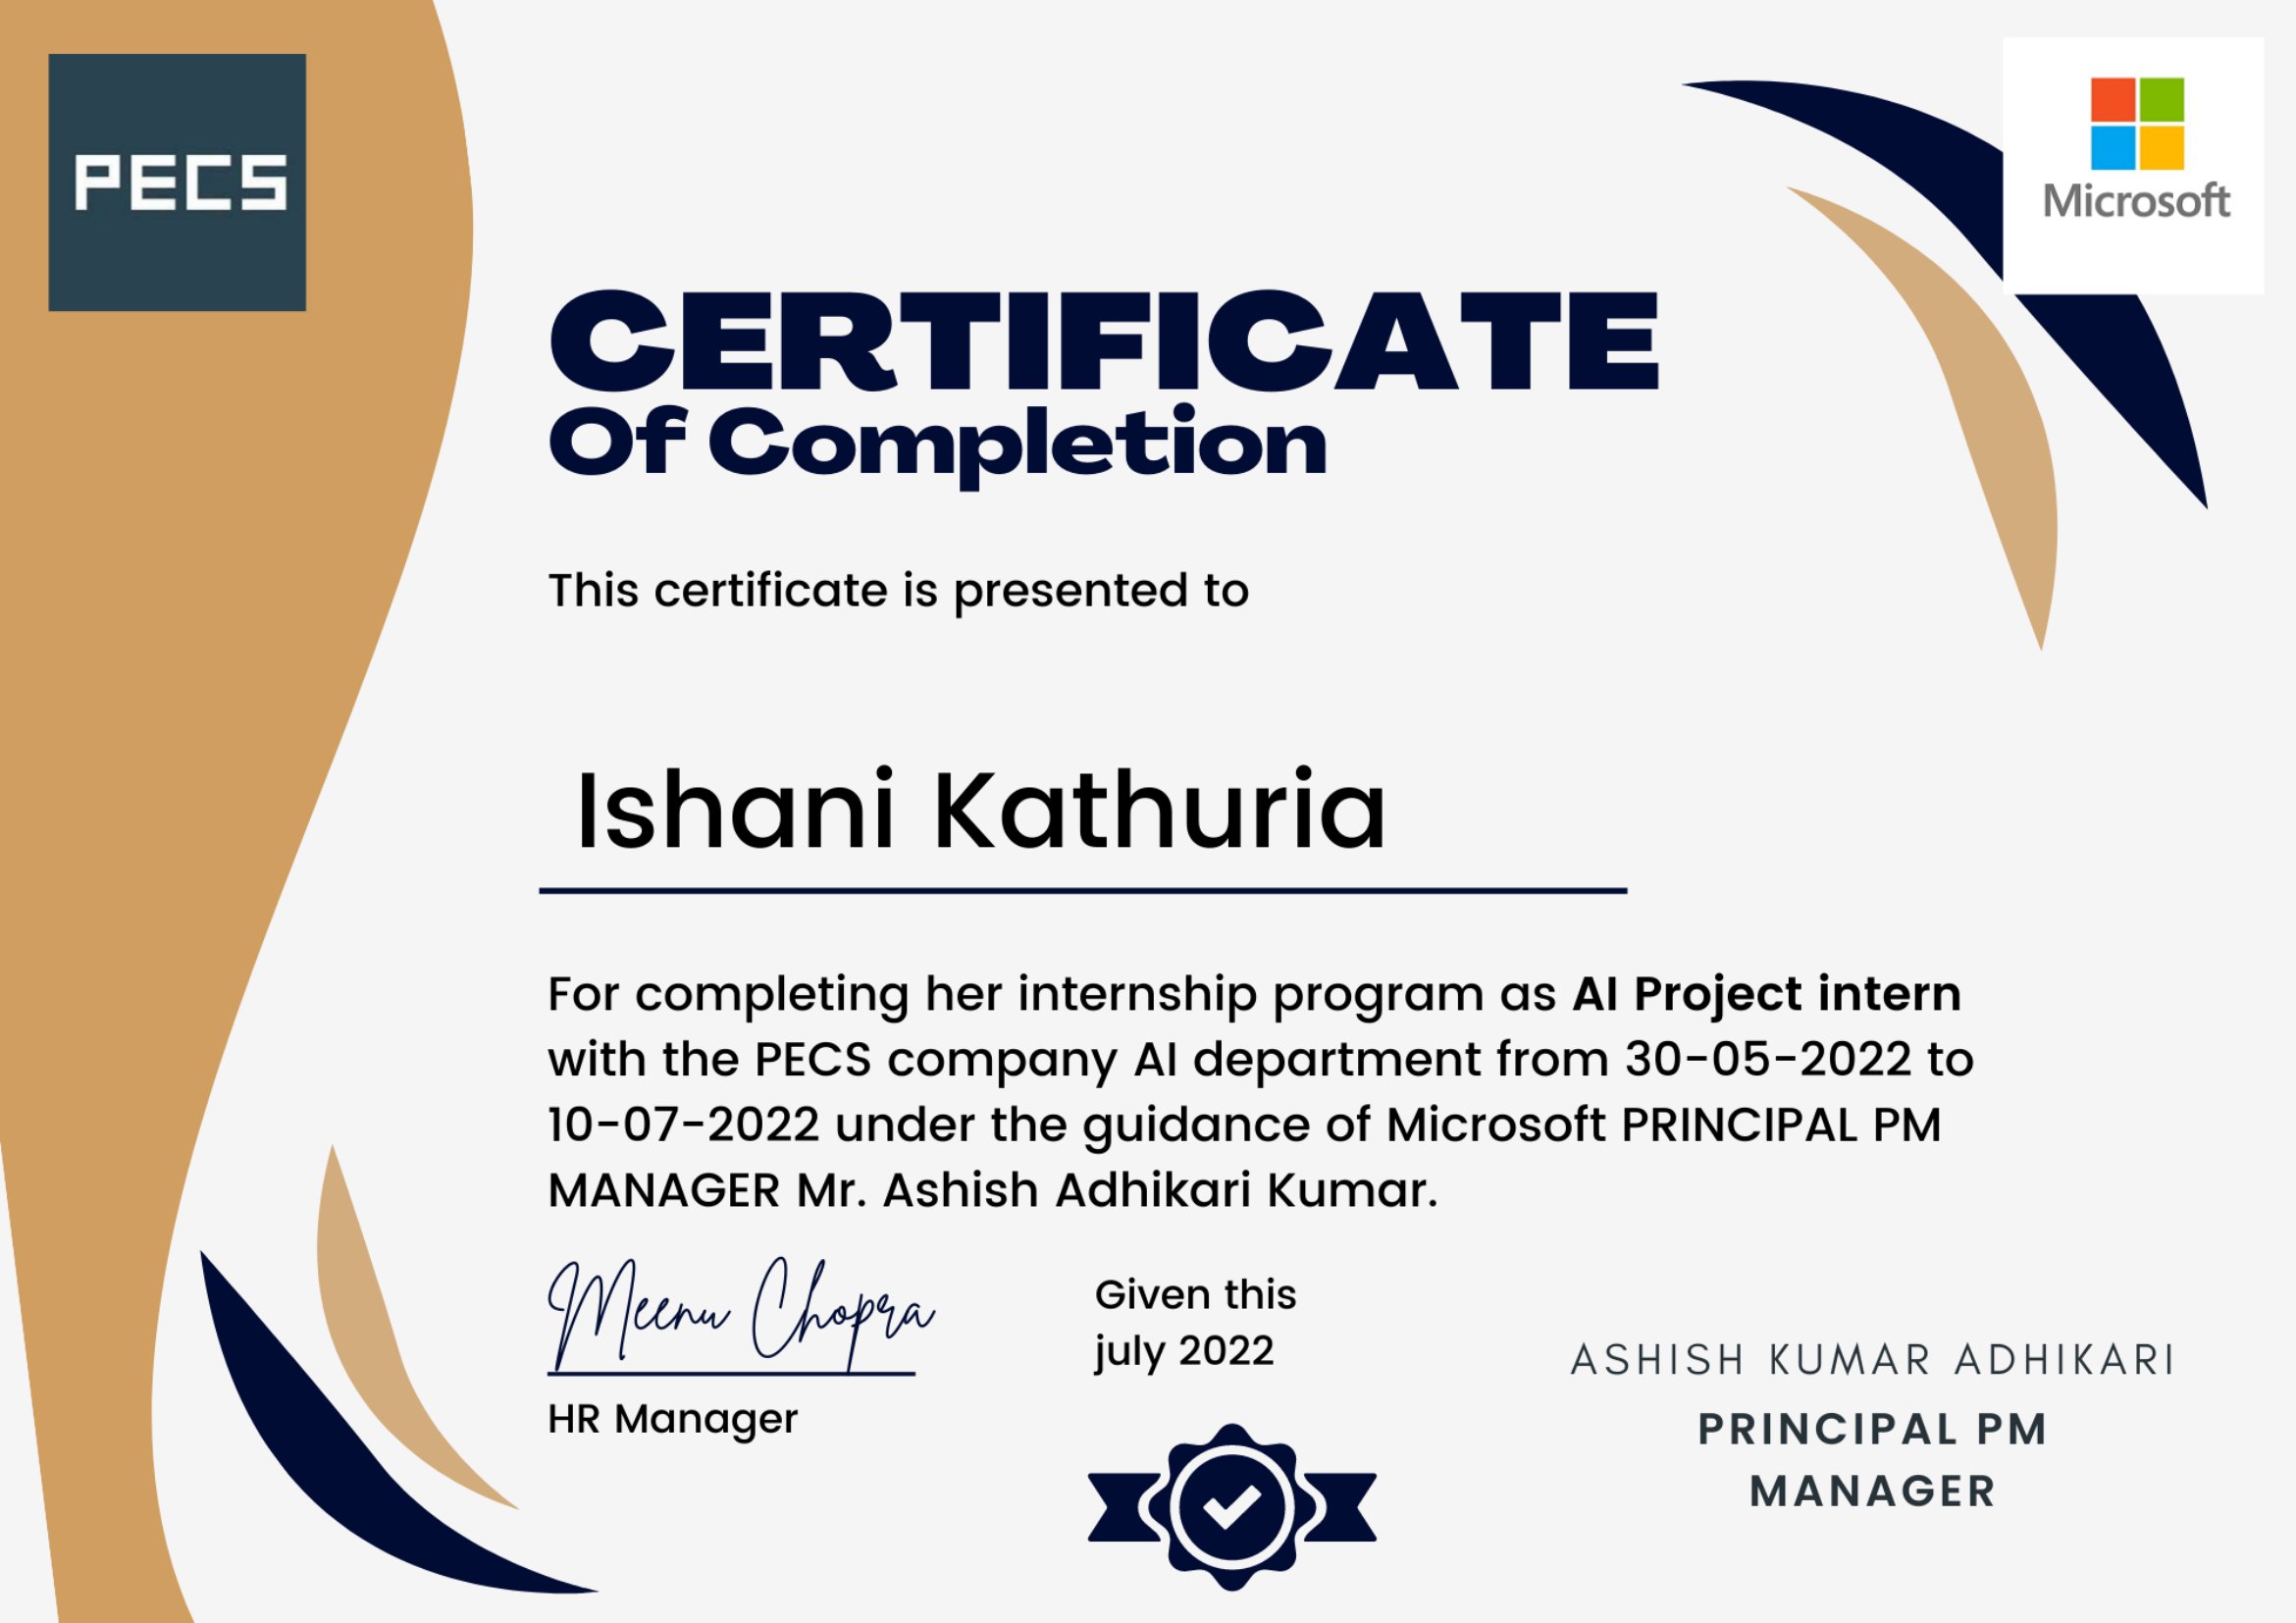 PECS
Microsoft
CERTIFICATE
Of Completion
This certificate is presented to
Ishani Kathuria
For completing her internship program as AI Project intern
with the PECS company AI department from 30-05-2022 to
10-07-2022 under the guidance of Microsoft PRINCIPAL PM
MANAGER Mr. Ashish Adhikari Kumar.
Meenu Chopra
HR Manager
Given this
july 2022
ASHISH KUMAR ADHIKARI
PRINCIPAL PM
MANAGER